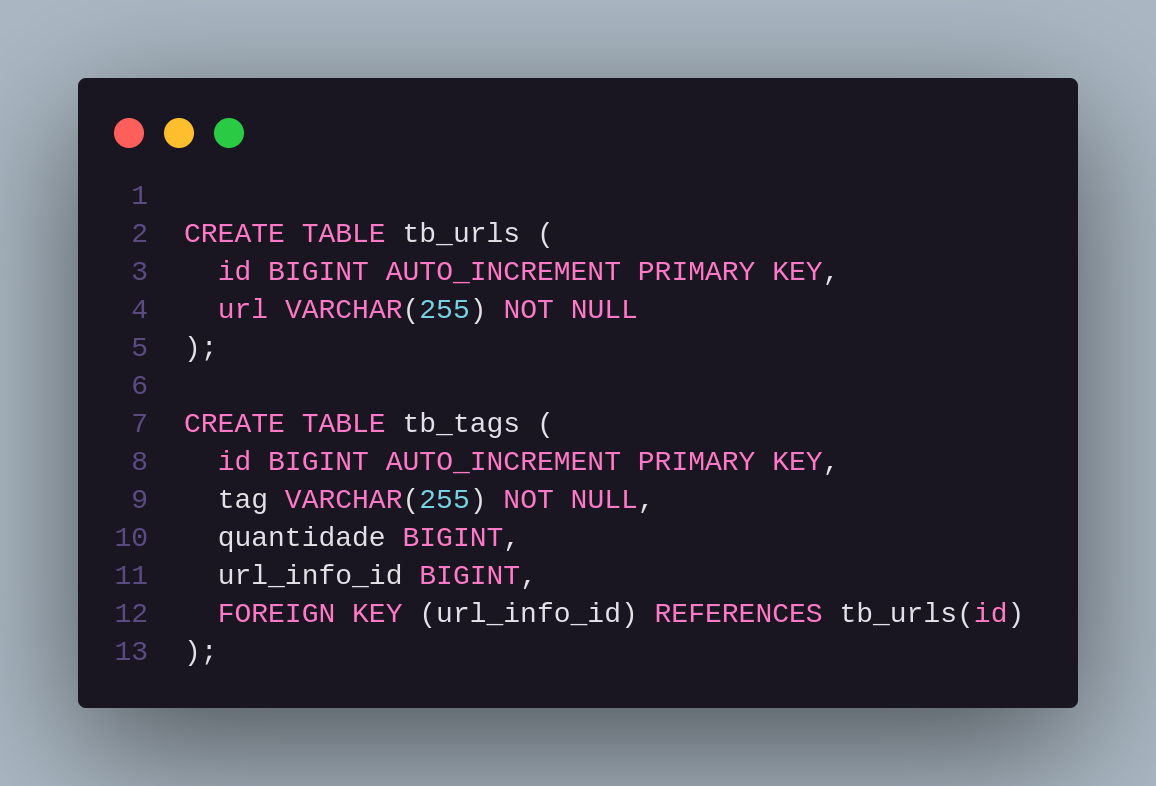 1
2 CREATE TABLE tb_urls (
3   id BIGINT AUTO_INCREMENT PRIMARY KEY,
4   url VARCHAR(255) NOT NULL
5 );
6
7 CREATE TABLE tb_tags (
8   id BIGINT AUTO_INCREMENT PRIMARY KEY,
9   tag VARCHAR(255) NOT NULL,
10   quantidade BIGINT,
11   url_info_id BIGINT,
12   FOREIGN KEY (url_info_id) REFERENCES tb_urls(id)
13 );